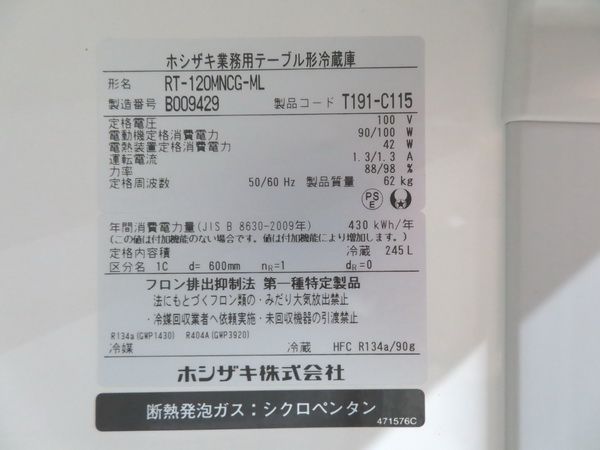 ホシザキ業務用テーブル形冷蔵庫
形名 RT-120MNCG-ML
製造番号 B009429 製品コード T191-C115
定格電圧 100 V
電動機定格消費電力 90/100 W
電熱装置定格消費電力 42 W
運転電流 1.3/1.3 A
力率 88/98 %
定格周波数 50/60 Hz 製品質量 62 kg
PS E
年間消費電力量(JIS B 8630-2009年) 430 kWh/年
(この値は付加機能のない場合です。値は付加機能により増加します。)
定格内容積 冷蔵 245 L
区分名 1C d= 600mm nR=1 dR=0
フロン排出抑制法 第一種特定製品
法にもとづくフロン類の・みだり大気放出禁止
・冷媒回収業者へ依頼実施・未回収機器の引渡禁止
R134a(GWP1430) R404A(GWP3920)
冷媒 冷蔵 HFC R134a/90g
ホシザキ株式会社
断熱発泡ガス：シクロペンタン
471576C